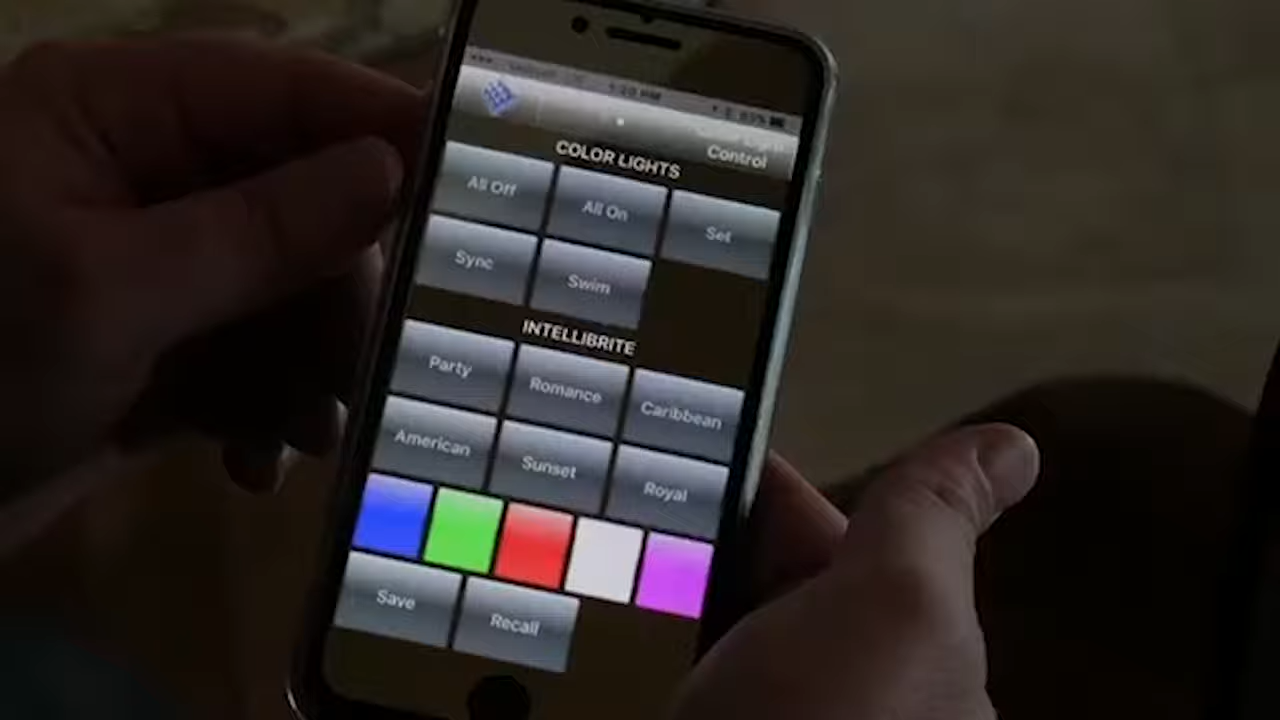 Control
COLOR LIGHTS
All Off
All On
Set
Sync
Swim
INTELLIBRITE
Party
Romance
Caribbean
American
Sunset
Royal
Save
Recall